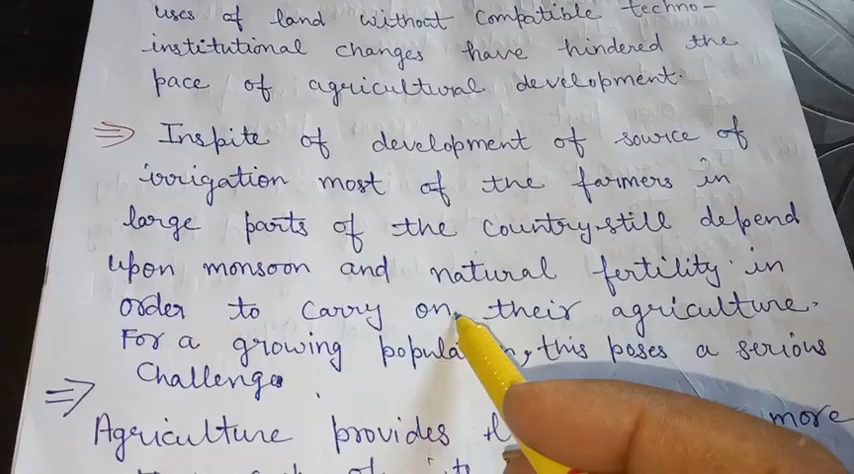 uses of land without compatible techno-
institutional changes have hindered the
pace of agricultural development.
⇒ Inspite of development of source of
irrigation most of the farmers in
large parts of the country still depend
upon monsoon and natural fertility in
order to carry on their agriculture.
For a growing this poses a serious
Challenge.
⇒
Agriculture provides more